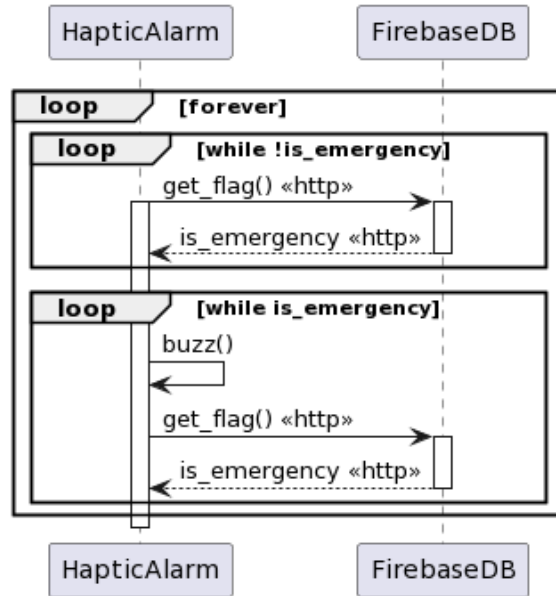 HapticAlarm FirebaseDB
loop [forever]
loop [while !is_emergency]
get_flag() «http»
is_emergency «http»
loop [while is_emergency]
buzz()
get_flag() «http»
is_emergency «http»
HapticAlarm FirebaseDB